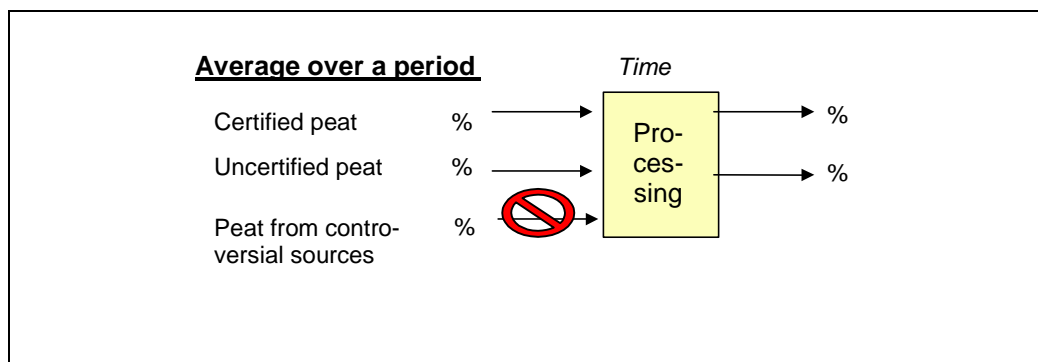 Average over a period Time
Certified peat % %
Uncertified peat % %
Peat from contro- %
versial sources
Pro-
ces-
sing